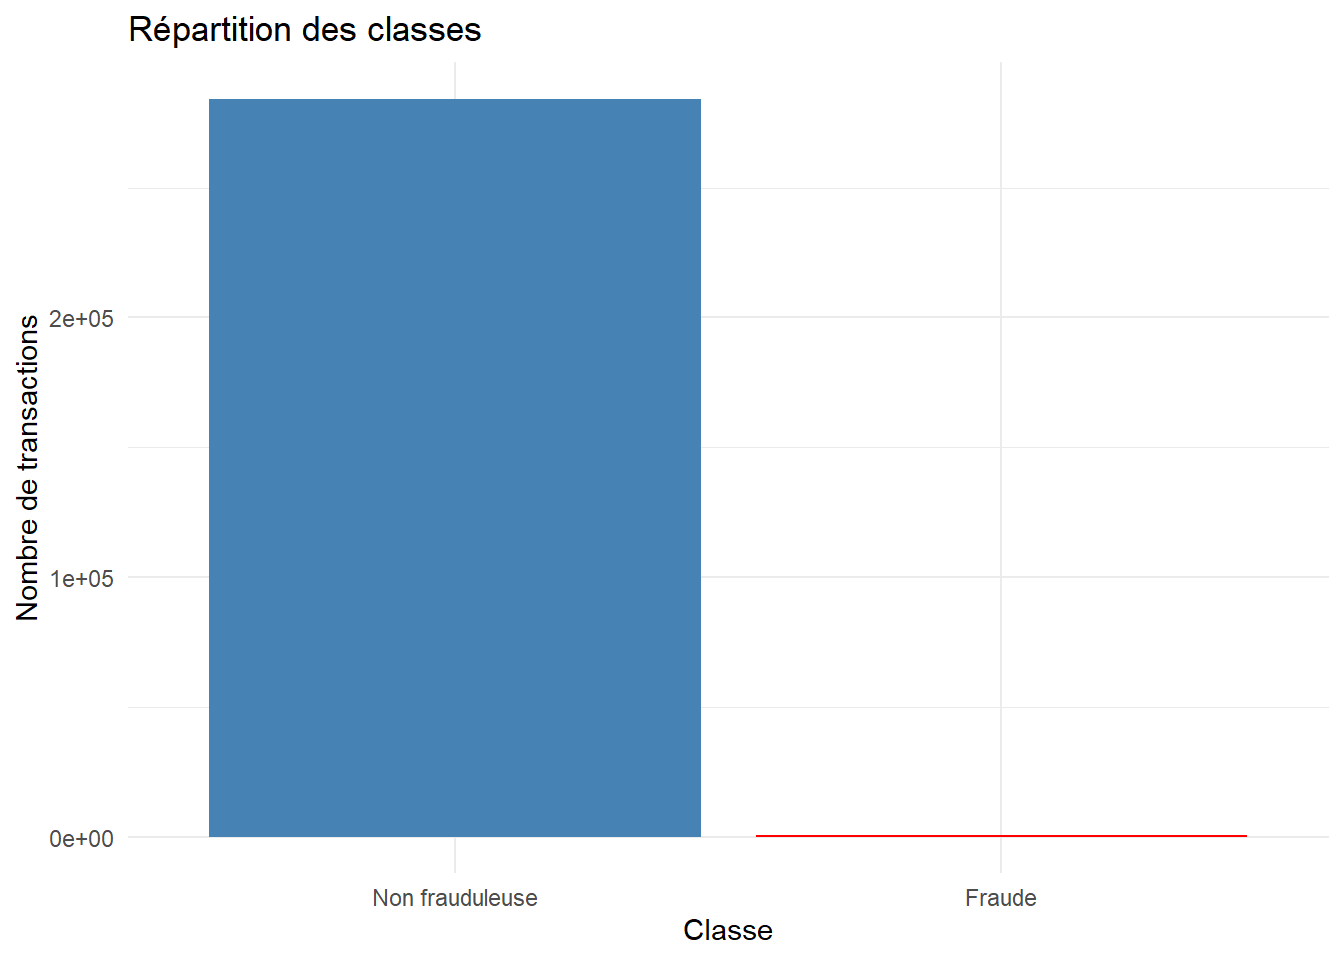 Répartition des classes
Nombre de transactions
2e+05
1e+05
0e+00
Non frauduleuse
Fraude
Classe